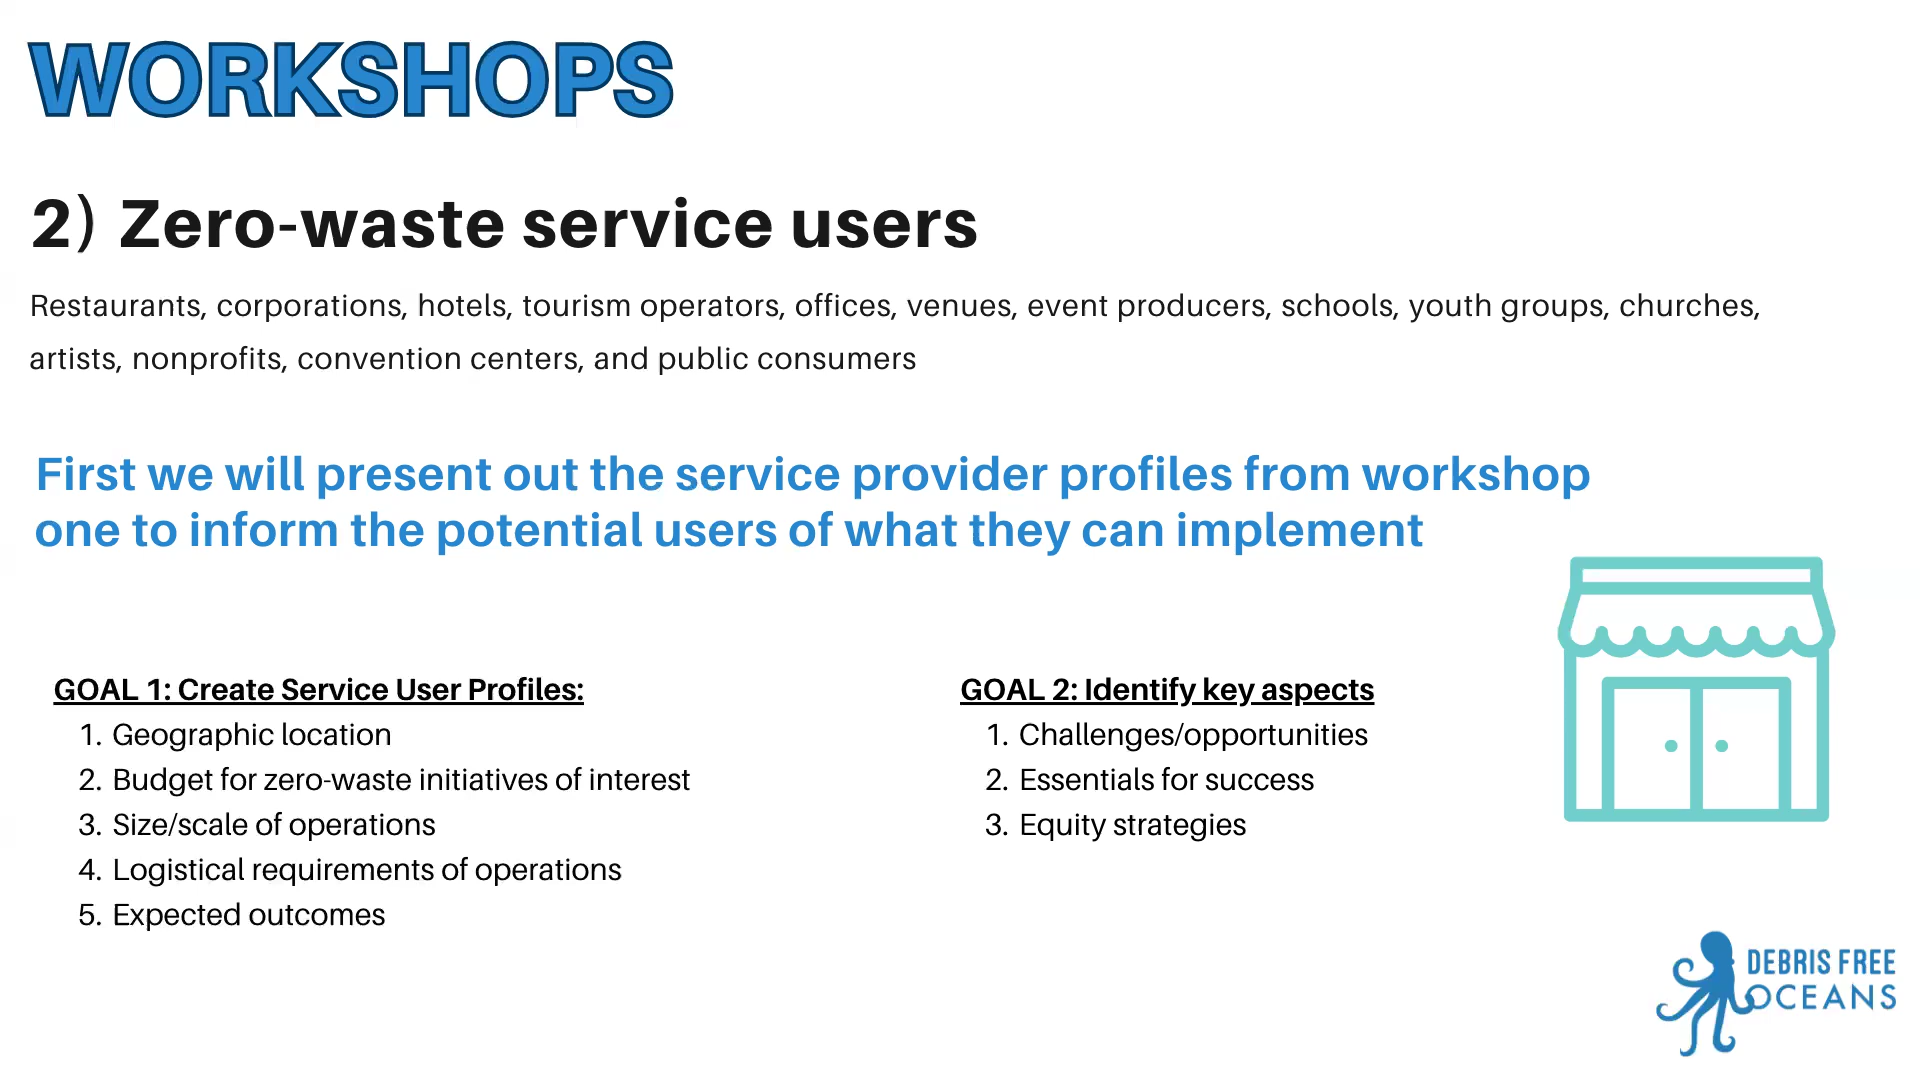 WORKSHOPS
2) Zero-waste service users
Restaurants, corporations, hotels, tourism operators, offices, venues, event producers, schools, youth groups, churches,
artists, nonprofits, convention centers, and public consumers
First we will present out the service provider profiles from workshop
one to inform the potential users of what they can implement
GOAL 1: Create Service User Profiles:
1. Geographic location
2. Budget for zero-waste initiatives of interest
3. Size/scale of operations
4. Logistical requirements of operations
5. Expected outcomes
GOAL 2: Identify key aspects
1. Challenges/opportunities
2. Essentials for success
3. Equity strategies
DEBRIS FREE
OCEANS